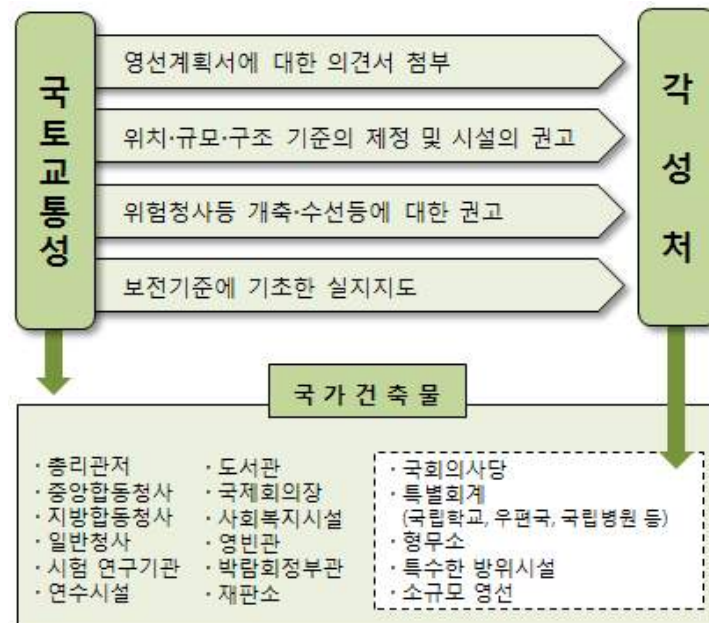 국토교통성
영선계획서에 대한 의견서 첨부
위치·규모·구조 기준의 제정 및 시설의 권고
위험청사등 개축·수선등에 대한 권고
보전기준에 기초한 실지지도
각 성 처
국가건축물
· 총리관저
· 중앙합동청사
· 지방합동청사
· 일반청사
· 시험 연구기관
· 연수시설
· 도서관
· 국제회의장
· 사회복지시설
· 영빈관
· 박람회정부관
· 재판소
· 국회의사당
· 특별회계
(국립학교, 우편국, 국립병원 등)
· 형무소
· 특수한 방위시설
· 소규모 영선